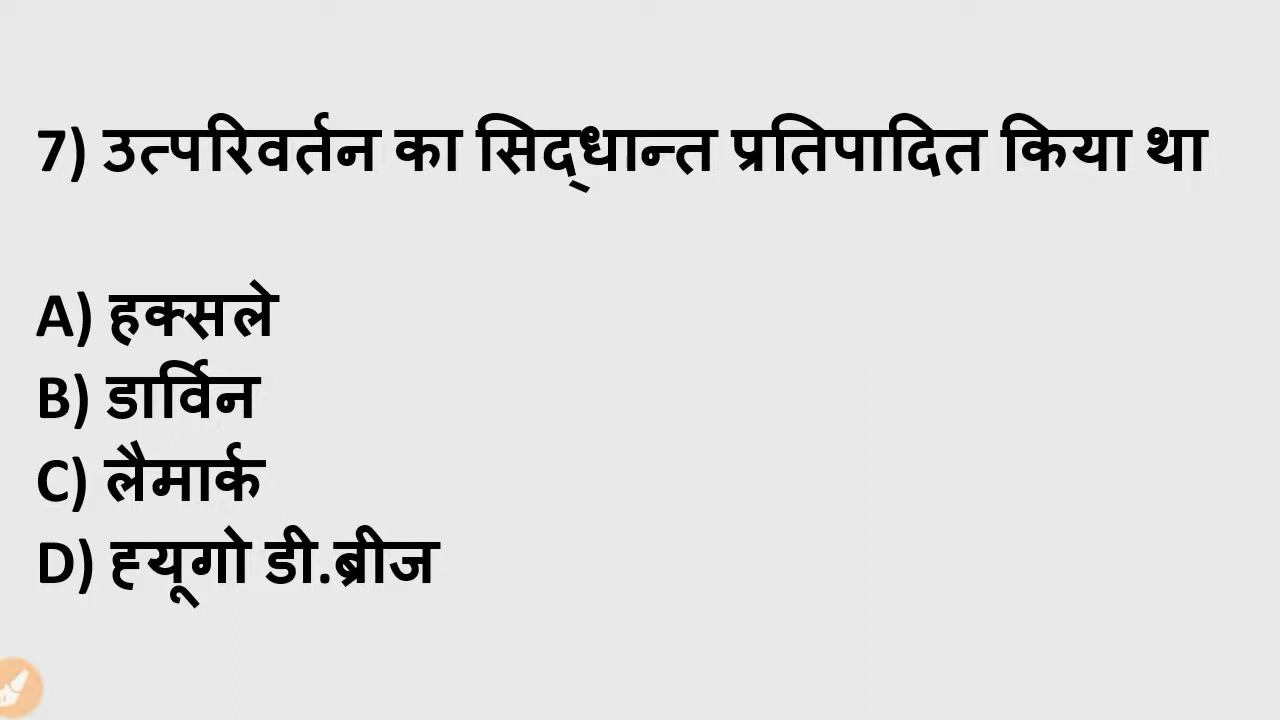 7) उत्परिवर्तन का सिद्धान्त प्रतिपादित किया था
A) हक्सले
B) डार्विन
C) लैमार्क
D) ह्यूगो डी.ब्रीज